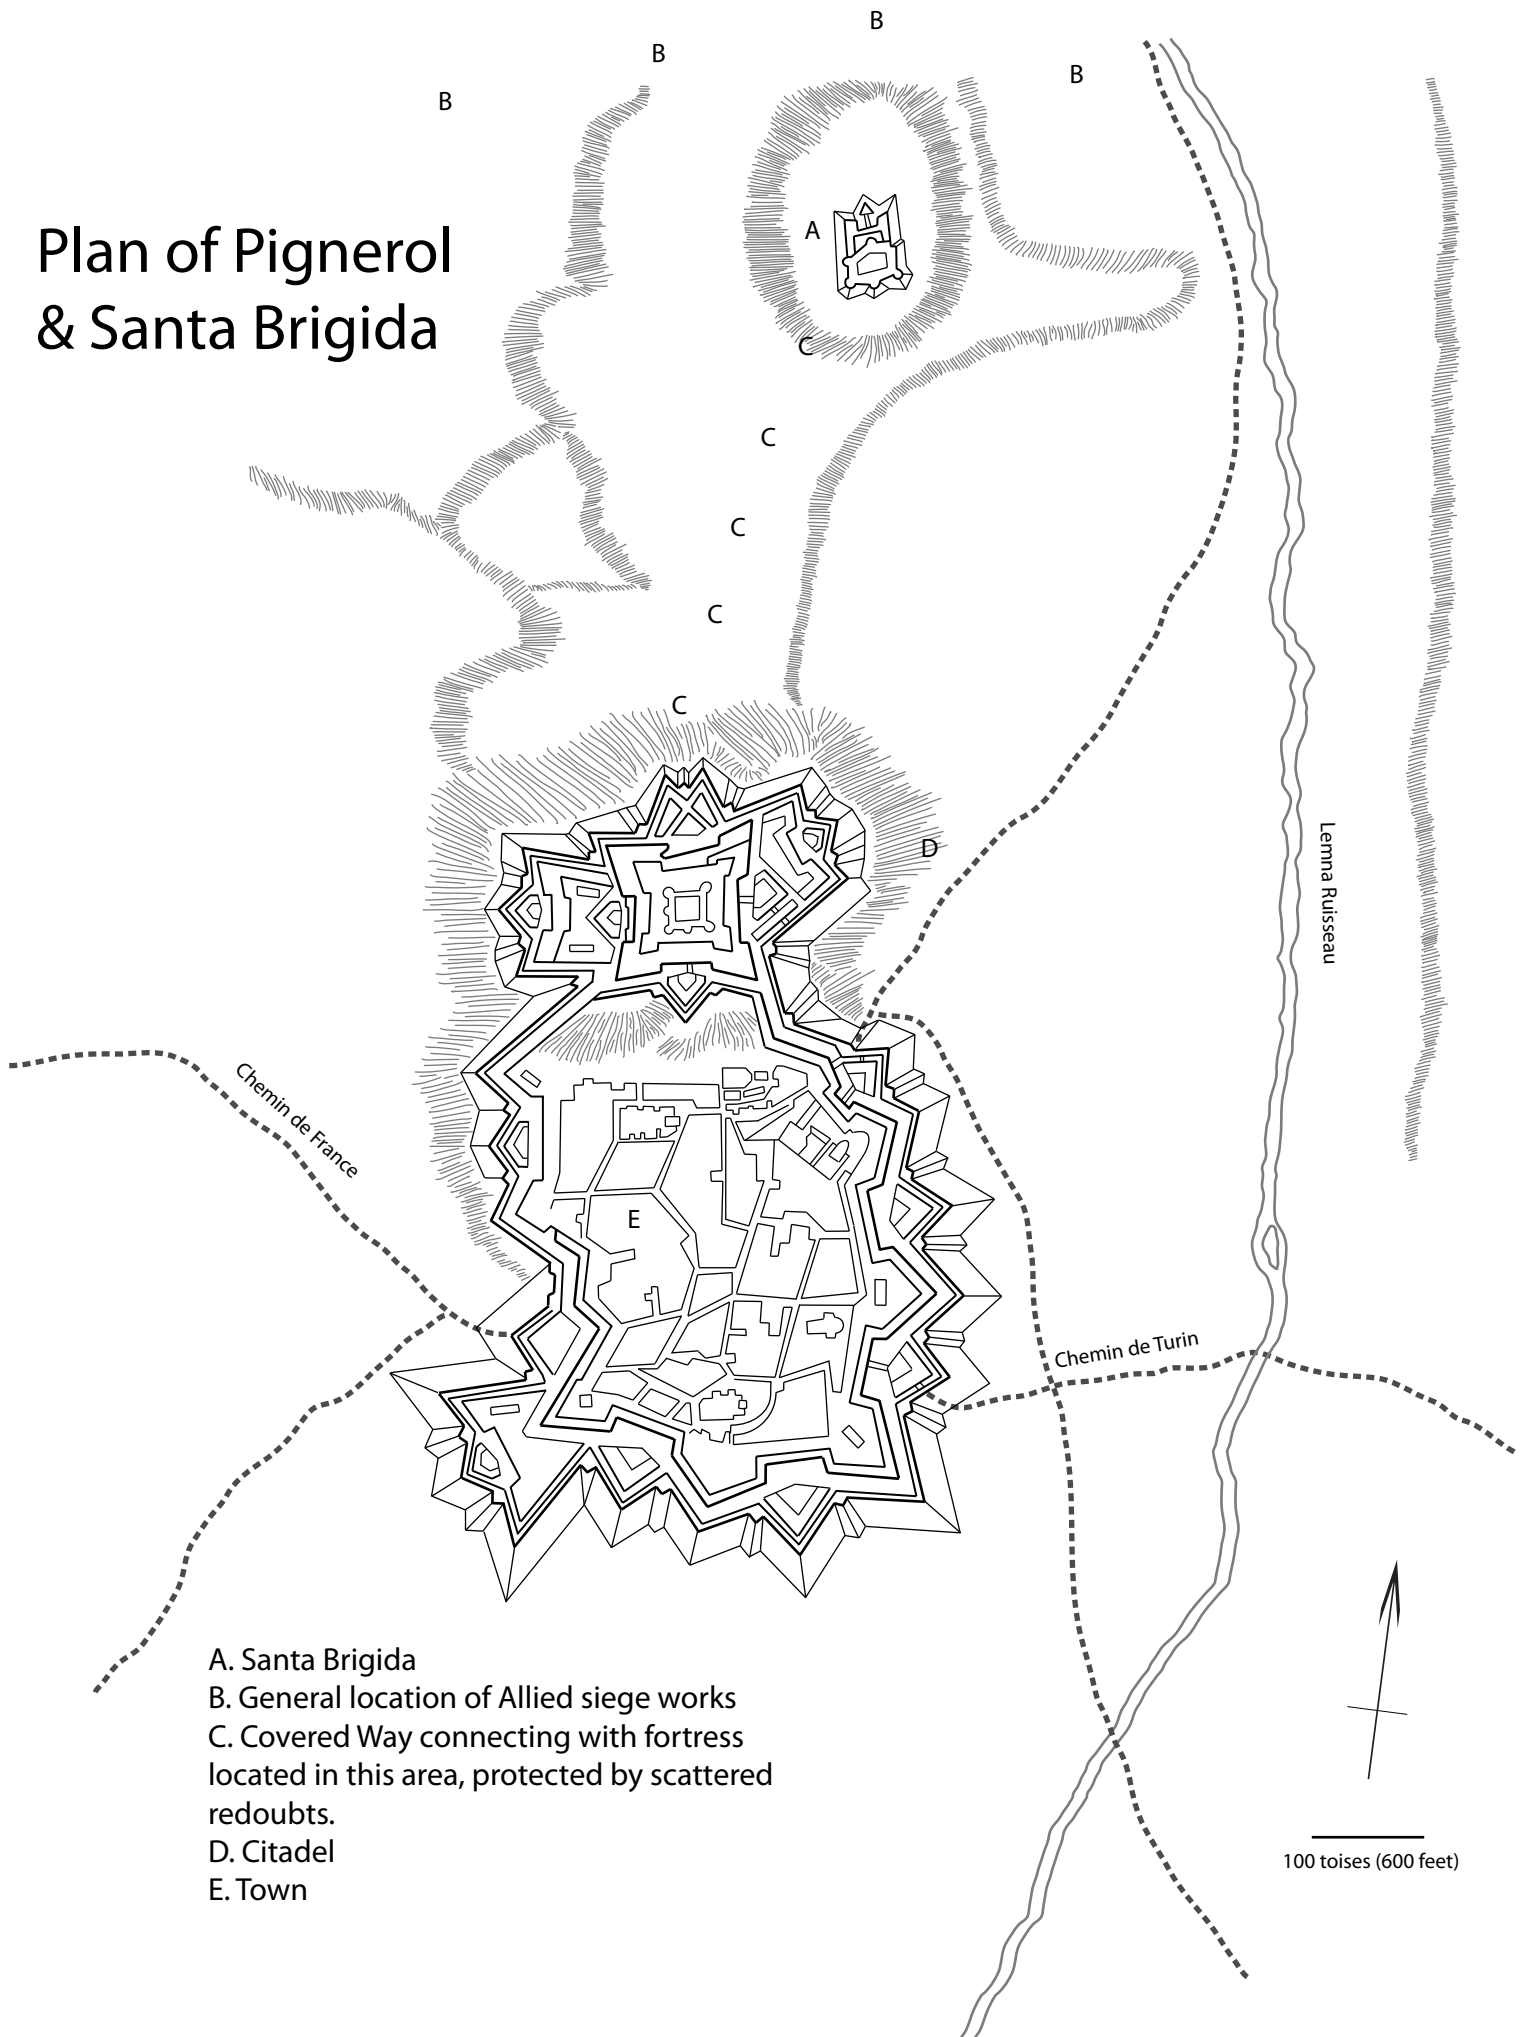 B
B
B
B
Plan of Pignerol
& Santa Brigida
A
C
C
C
C
C
D
Lemna Ruisseau
Chemin de France
E
Chemin de Turin
A. Santa Brigida
B. General location of Allied siege works
C. Covered Way connecting with fortress
located in this area, protected by scattered
redoubts.
D. Citadel
E. Town
100 toises (600 feet)